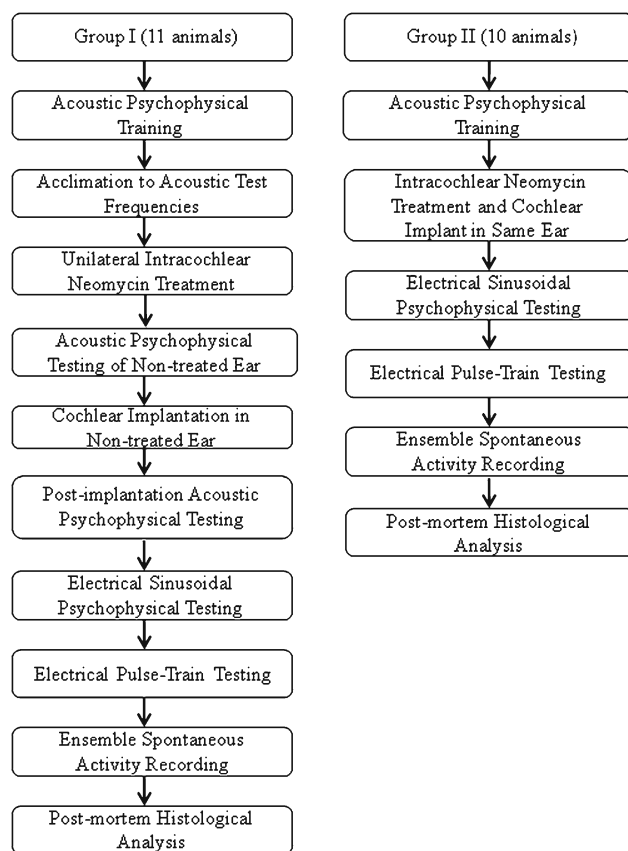 Group I (11 animals)
Acoustic Psychophysical
Training
Acclimation to Acoustic Test
Frequencies
Unilateral Intracochlear
Neomycin Treatment
Acoustic Psychophysical
Testing of Non-treated Ear
Cochlear Implantation in
Non-treated Ear
Post-implantation Acoustic
Psychophysical Testing
Electrical Sinusoidal
Psychophysical Testing
Electrical Pulse-Train Testing
Ensemble Spontaneous
Activity Recording
Post-mortem Histological
Analysis
Group II (10 animals)
Acoustic Psychophysical
Training
Intracochlear Neomycin
Treatment and Cochlear
Implant in Same Ear
Electrical Sinusoidal
Psychophysical Testing
Electrical Pulse-Train Testing
Ensemble Spontaneous
Activity Recording
Post-mortem Histological
Analysis